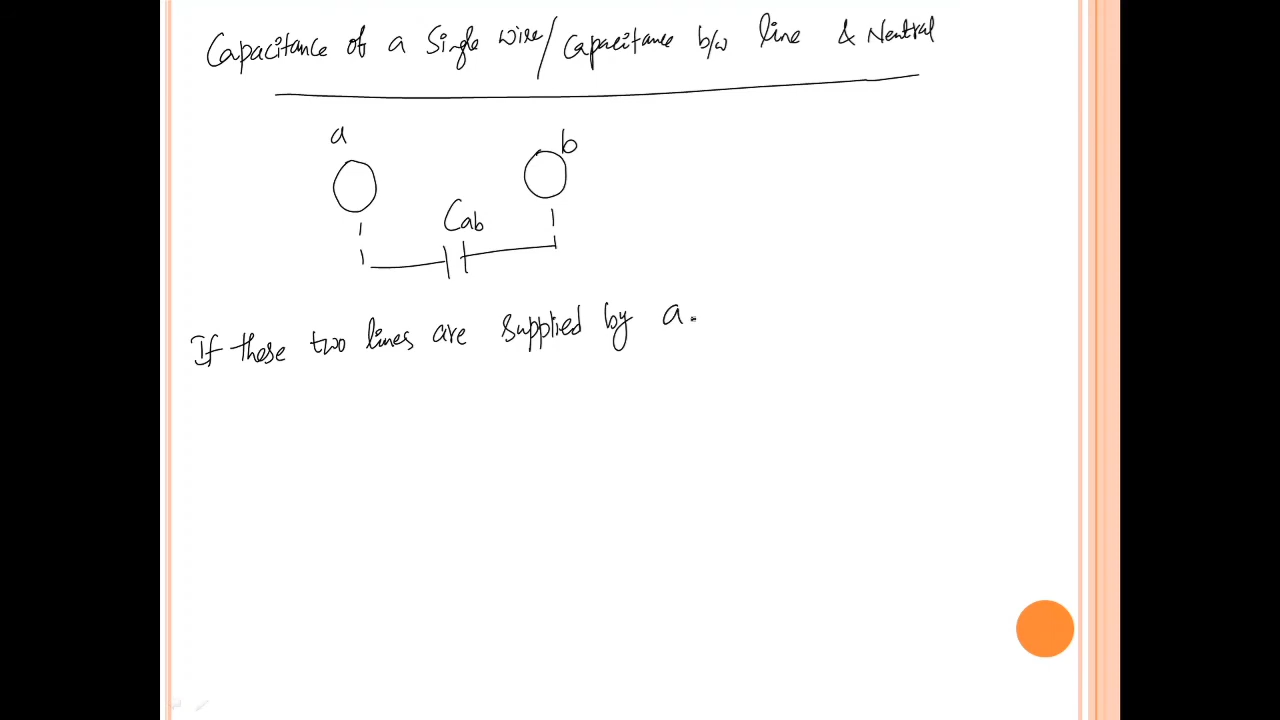 Capacitance of a Single wire/Capacitance b/w line & Neutral
a
b
Cab
If these two lines are supplied by a.